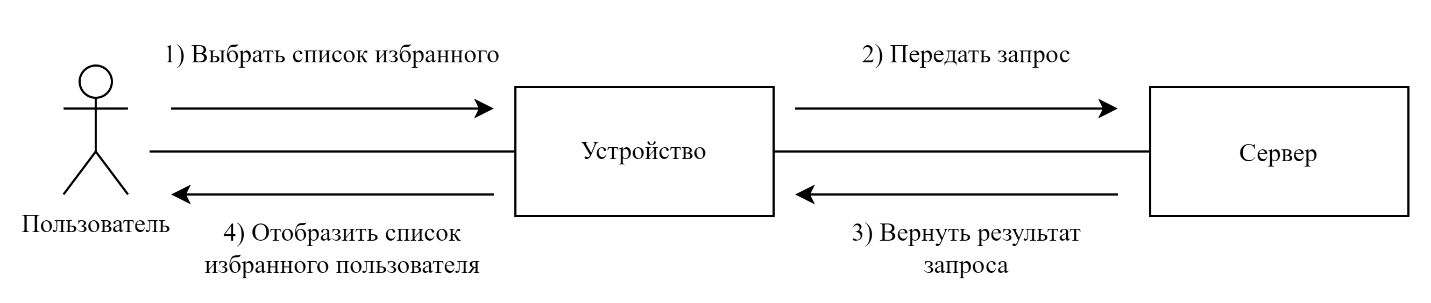 1) Выбрать список избранного
2) Передать запрос
Устройство
Сервер
Пользователь
4) Отобразить список
избранного пользователя
3) Вернуть результат
запроса